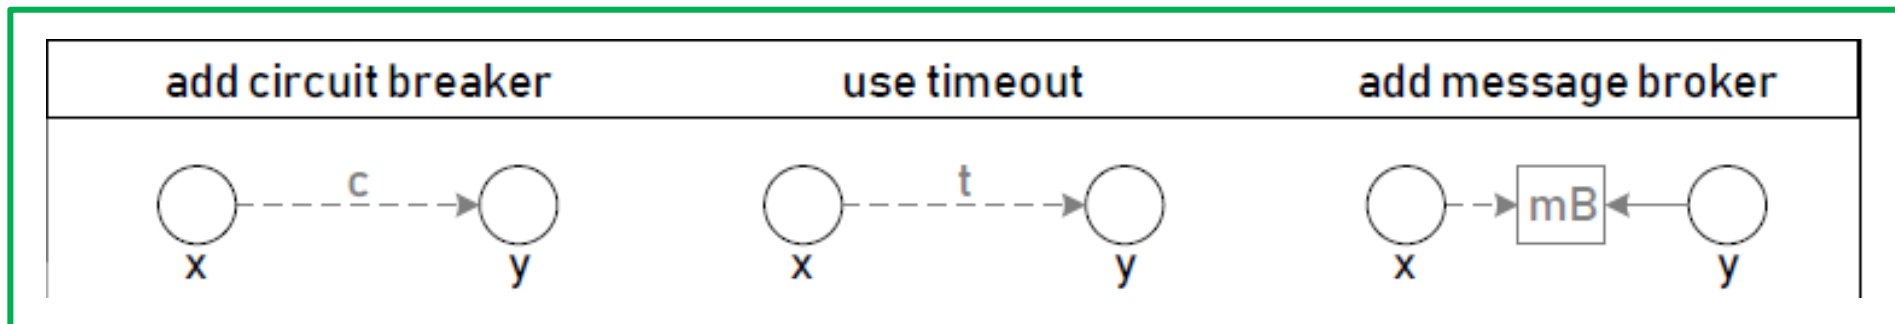 add circuit breaker use timeout add message broker
c t mB
x y x y x y